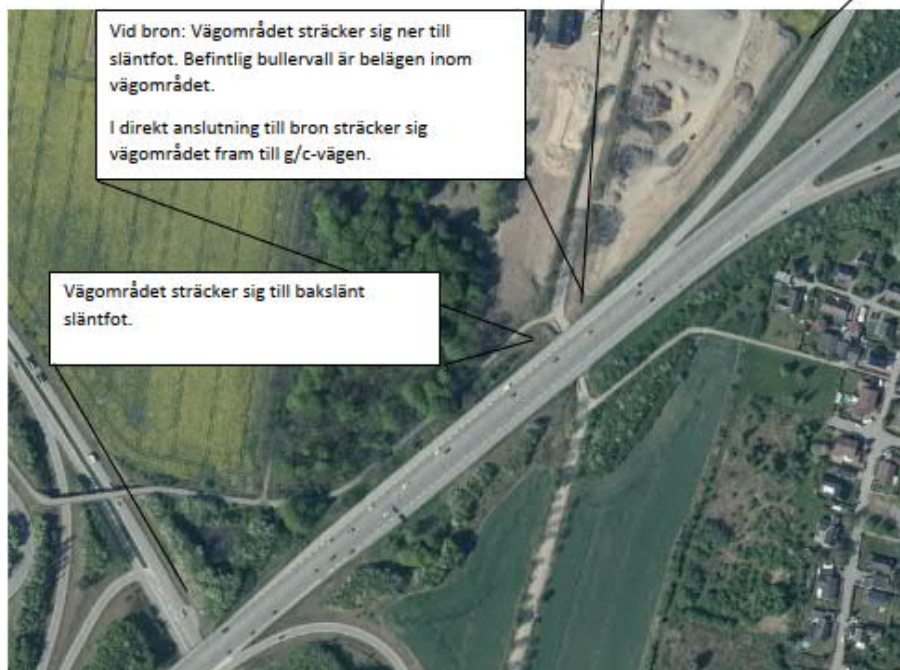 Vid bron: Vägområdet sträcker sig ner till
släntfot. Befintlig bullervall är belägen inom
vägområdet.
I direkt anslutning till bron sträcker sig
vägområdet fram till g/c-vägen.
Vägområdet sträcker sig till bakslänt
släntfot.